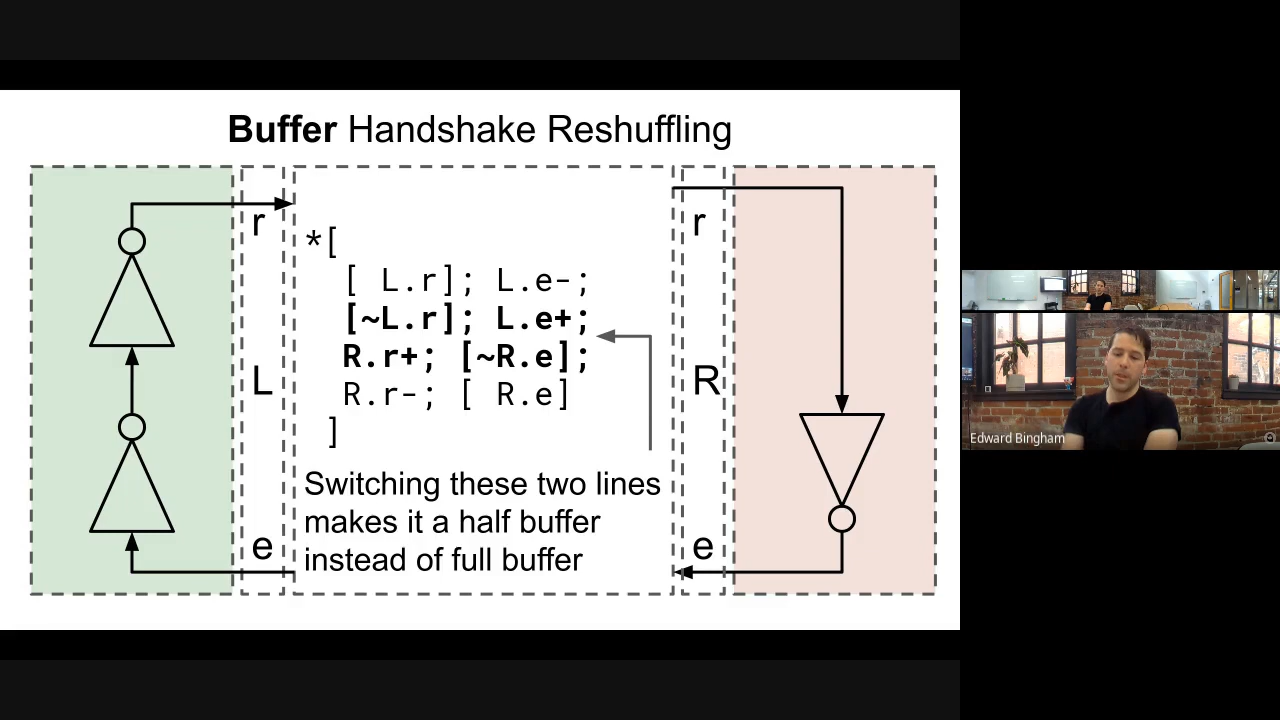 Buffer Handshake Reshuffling
r
*[
[ L.r]; L.e-;
[~L.r]; L.e+;
R.r+; [~R.e];
R.r-; [ R.e]
]
L
Switching these two lines
makes it a half buffer
instead of full buffer
e
r
R
e
Edward Bingham